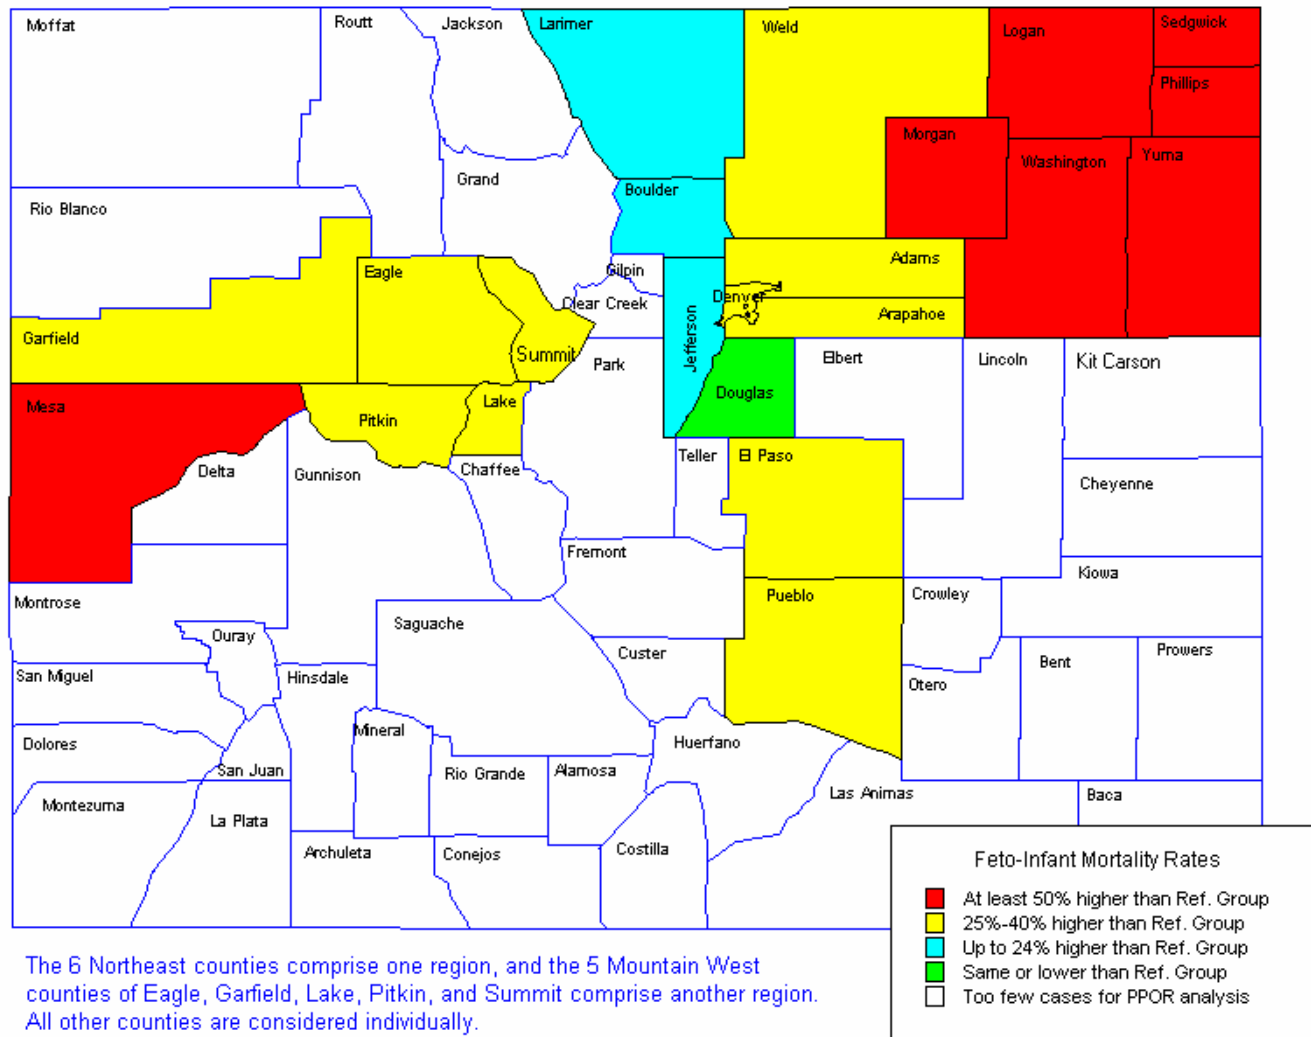 Moffat
Routt
Jackson
Larimer
Weld
Logan
Sedgwick
Phillips
Morgan
Washington
Yuma
Grand
Boulder
Rio Blanco
Eagle
Gilpin
Adams
Clear Creek
Denver
Arapahoe
Garfield
Summit
Park
Jefferson
Elbert
Lincoln
Kit Carson
Mesa
Pitkin
Lake
Douglas
Delta
Gunnison
Chaffee
Teller
El Paso
Cheyenne
Fremont
Kiowa
Montrose
Pueblo
Crowley
Ouray
Saguache
Custer
Bent
Prowers
San Miguel
Hinsdale
Otero
Dolores
Mineral
Huerfano
San Juan
Rio Grande
Alamosa
Las Animas
Baca
Montezuma
La Plata
Archuleta
Conejos
Costilla
Feto-Infant Mortality Rates
At least 50% higher than Ref. Group
25%-40% higher than Ref. Group
Up to 24% higher than Ref. Group
Same or lower than Ref. Group
Too few cases for PPOR analysis
The 6 Northeast counties comprise one region, and the 5 Mountain West
counties of Eagle, Garfield, Lake, Pitkin, and Summit comprise another region.
All other counties are considered individually.